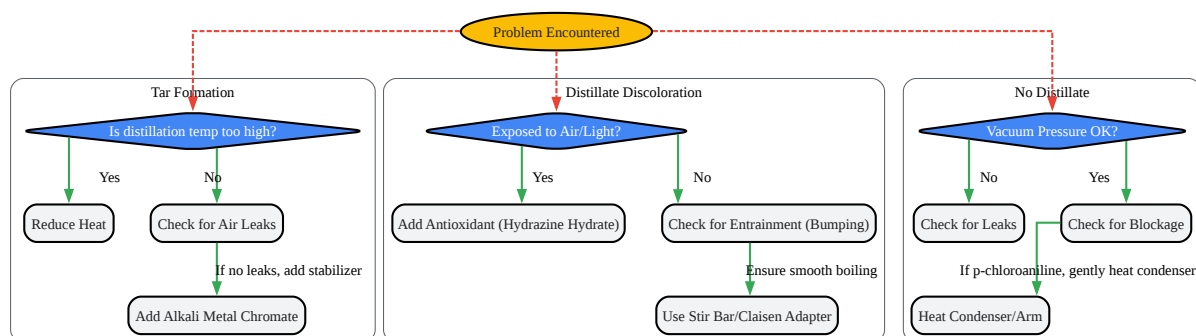 Problem Encountered
Tar Formation
Is distillation temp too high?
Yes
No
Reduce Heat
Check for Air Leaks
If no leaks, add stabilizer
Add Alkali Metal Chromate
Distillate Discoloration
Exposed to Air/Light?
Yes
No
Add Antioxidant (Hydrazine Hydrate)
Check for Entrainment (Bumping)
Ensure smooth boiling
Use Stir Bar/Claisen Adapter
No Distillate
Vacuum Pressure OK?
No
Yes
Check for Leaks
Check for Blockage
If p-chloroaniline, gently heat condenser
Heat Condenser/Arm